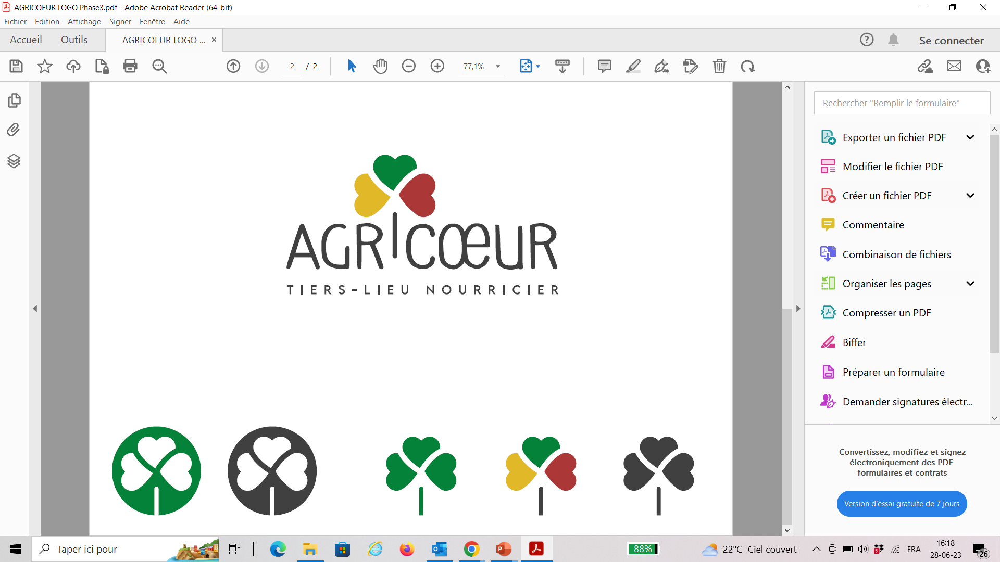 AGRICOEUR LOGO Phase3.pdf - Adobe Acrobat Reader (64-bit)
Fichier Edition Affichage Signer Fenêtre Aide
Accueil Outils AGRICOEUR LOGO ... × Se connecter
2 / 2 77,1%
Rechercher "Remplir le formulaire"
Exporter un fichier PDF
Modifier le fichier PDF
Créer un fichier PDF
Commentaire
Combinaison de fichiers
Organiser les pages
Compresser un PDF
Biffer
Préparer un formulaire
Demander signatures électr...
Convertissez, modifiez et signez
électroniquement des PDF
formulaires et contrats
Version d'essai gratuite de 7 jours
AGRICŒUR
TIERS-LIEU NOURRICIER
Taper ici pour
88%
22°C Ciel couvert
5
FRA
16:18
28-06-23
26